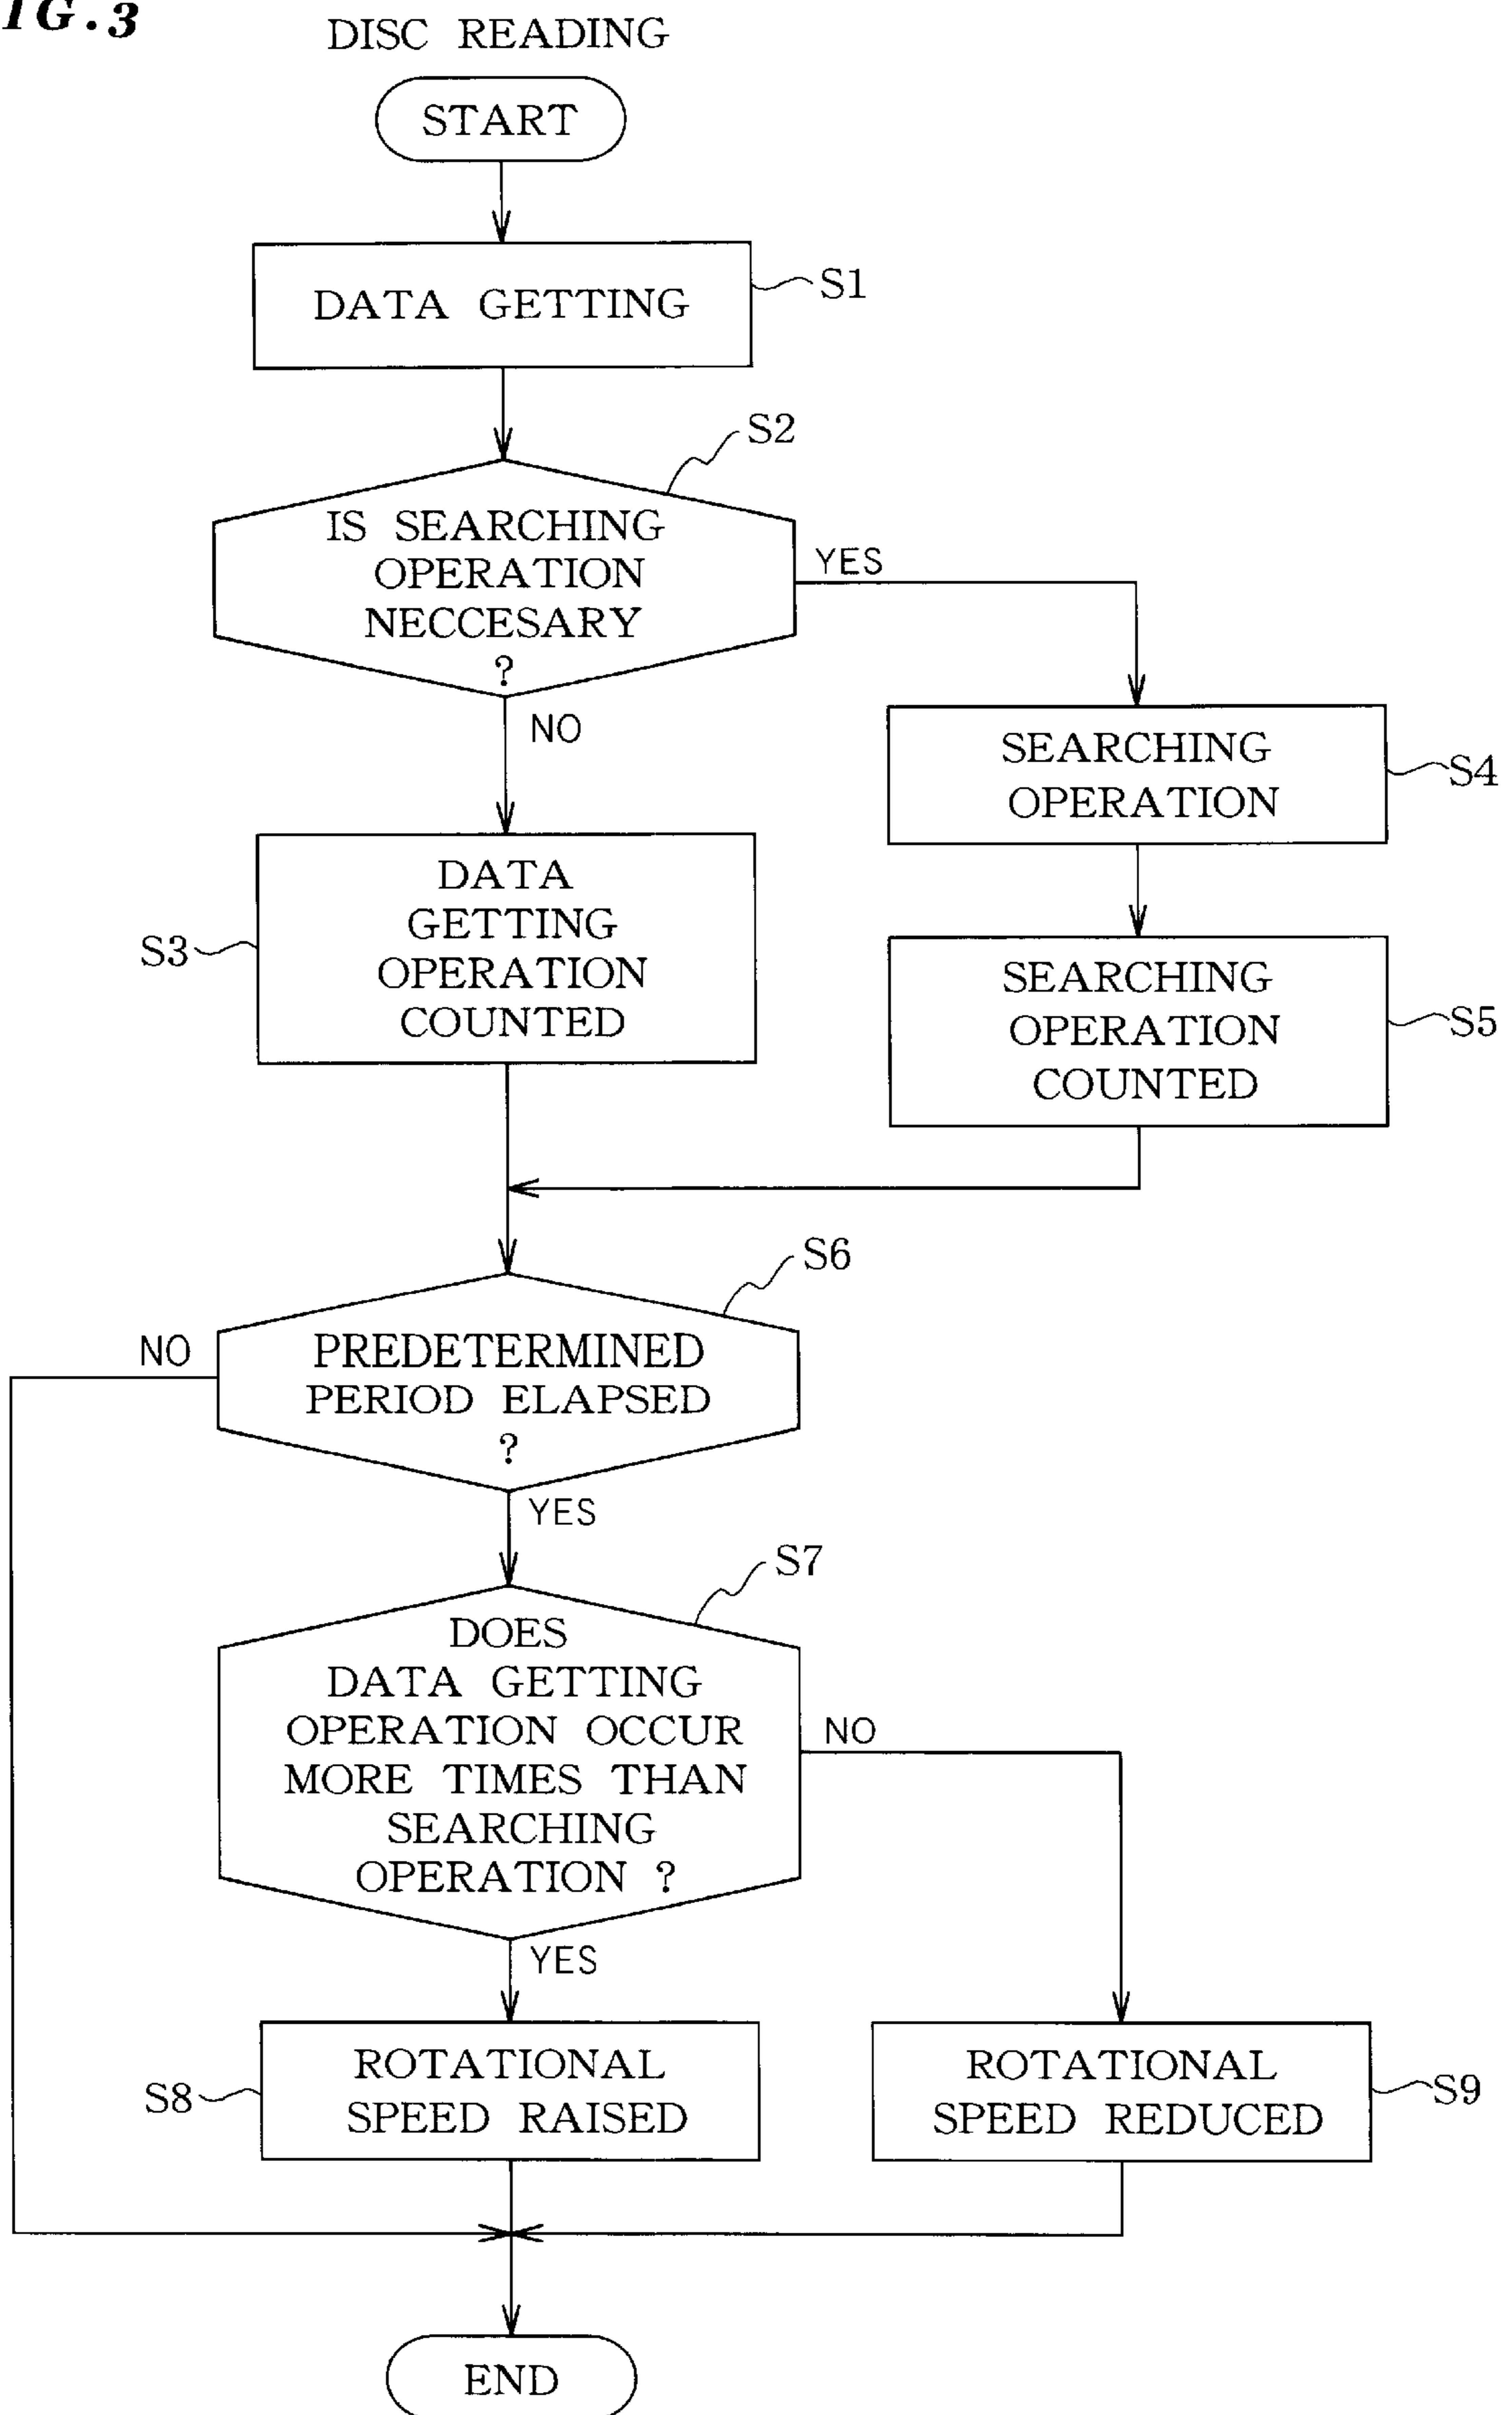 IG.3
DISC READING
START
DATA GETTING
S1
S2
IS SEARCHING
OPERATION
NECCESARY
?
YES
NO
SEARCHING
OPERATION
S4
DATA
GETTING
OPERATION
COUNTED
S3
SEARCHING
OPERATION
COUNTED
S5
S6
NO
PREDETERMINED
PERIOD ELAPSED
?
YES
S7
DOES
DATA GETTING
OPERATION OCCUR
MORE TIMES THAN
SEARCHING
OPERATION ?
NO
YES
ROTATIONAL
SPEED RAISED
S8
ROTATIONAL
SPEED REDUCED
S9
END